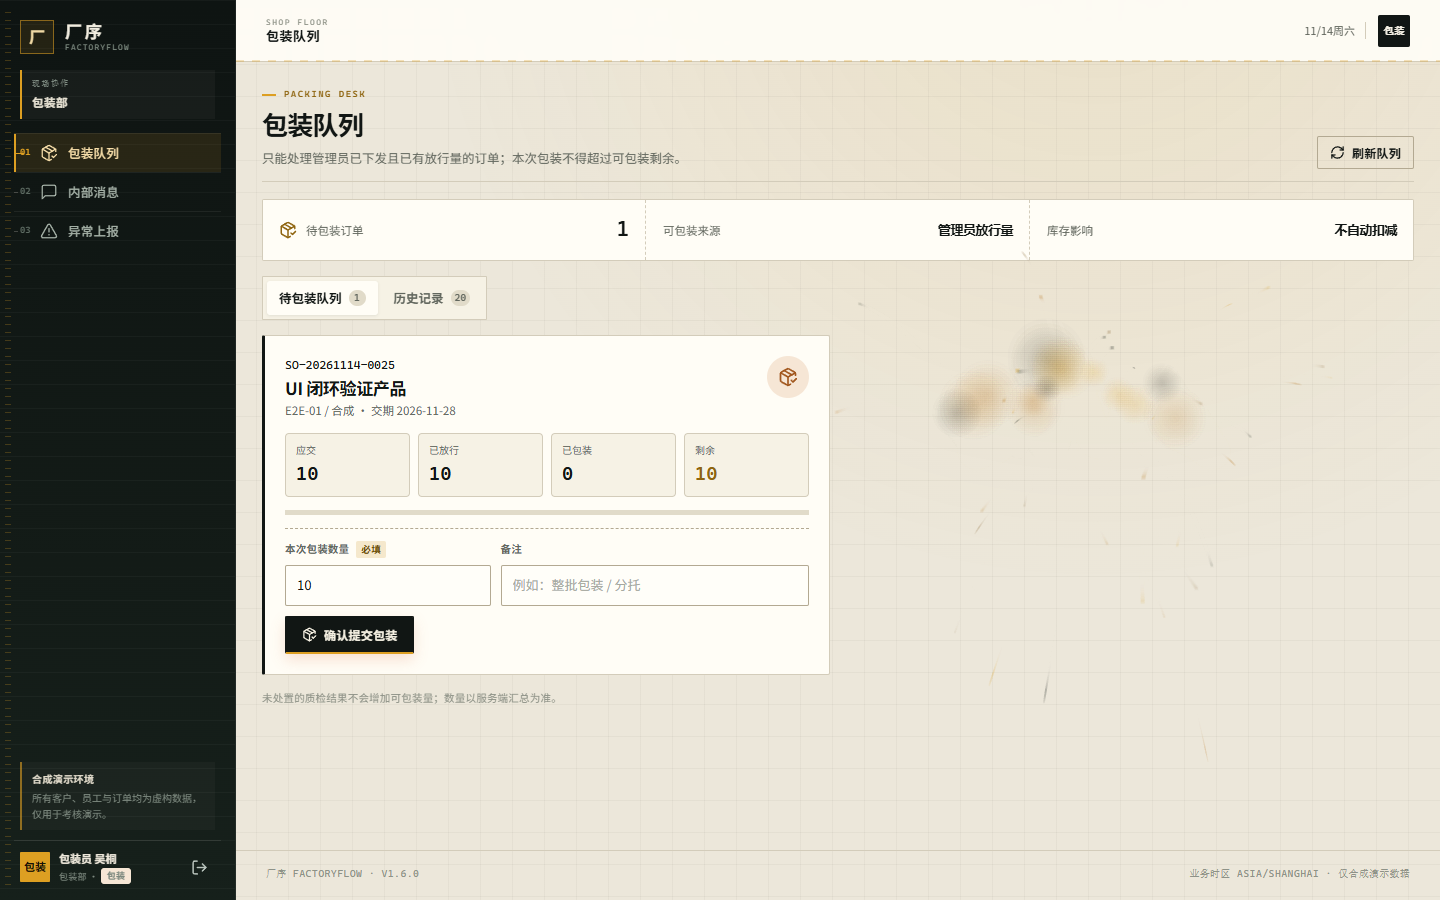 厂
厂序
FACTORYFLOW
现场协作
包装部
01 包装队列
02 内部消息
03 异常上报
合成演示环境
所有客户、员工与订单均为虚构数据，
仅用于考核演示。
包装
包装员 吴桐
包装部 · 包装
SHOP FLOOR
包装队列
11/14周六
包装
PACKING DESK
包装队列
只能处理管理员已下发且已有放行量的订单；本次包装不得超过可包装剩余。
刷新队列
待包装订单 1
可包装来源 管理员放行量
库存影响 不自动扣减
待包装队列 1
历史记录 20
SO-20261114-0025
UI 闭环验证产品
E2E-01 / 合成 · 交期 2026-11-28
应交
10
已放行
10
已包装
0
剩余
10
本次包装数量 必填
10
备注
例如：整批包装 / 分托
确认提交包装
未处置的质检结果不会增加可包装量；数量以服务端汇总为准。
厂序 FACTORYFLOW · V1.6.0
业务时区 ASIA/SHANGHAI · 仅合成演示数据